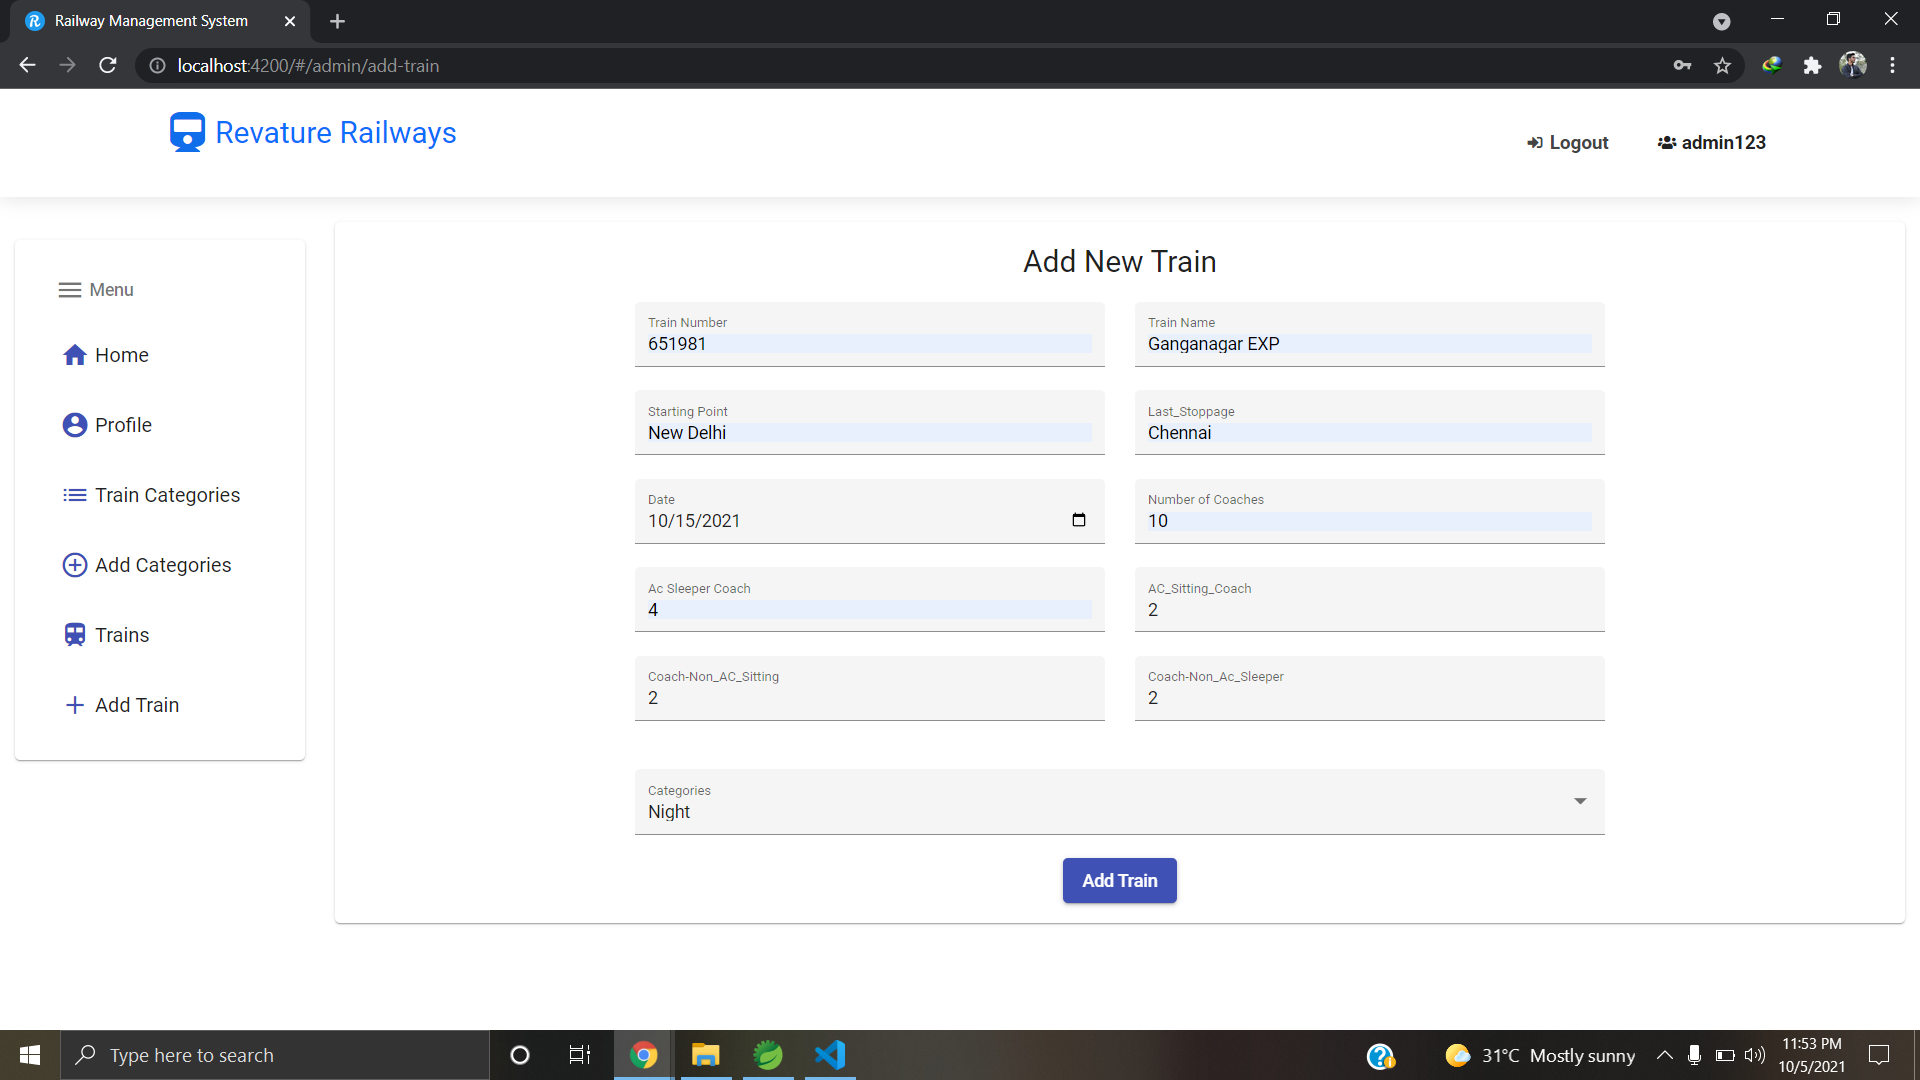 Railway Management System
localhost:4200/#/admin/add-train
Revature Railways
Logout
admin123
Menu
Home
Profile
Train Categories
Add Categories
Trains
Add Train
Add New Train
Train Number
651981
Train Name
Ganganagar EXP
Starting Point
New Delhi
Last_Stoppage
Chennai
Date
10/15/2021
Number of Coaches
10
Ac Sleeper Coach
4
AC_Sitting_Coach
2
Coach-Non_AC_Sitting
2
Coach-Non_Ac_Sleeper
2
Categories
Night
Add Train
Type here to search
31°C Mostly sunny
11:53 PM
10/5/2021